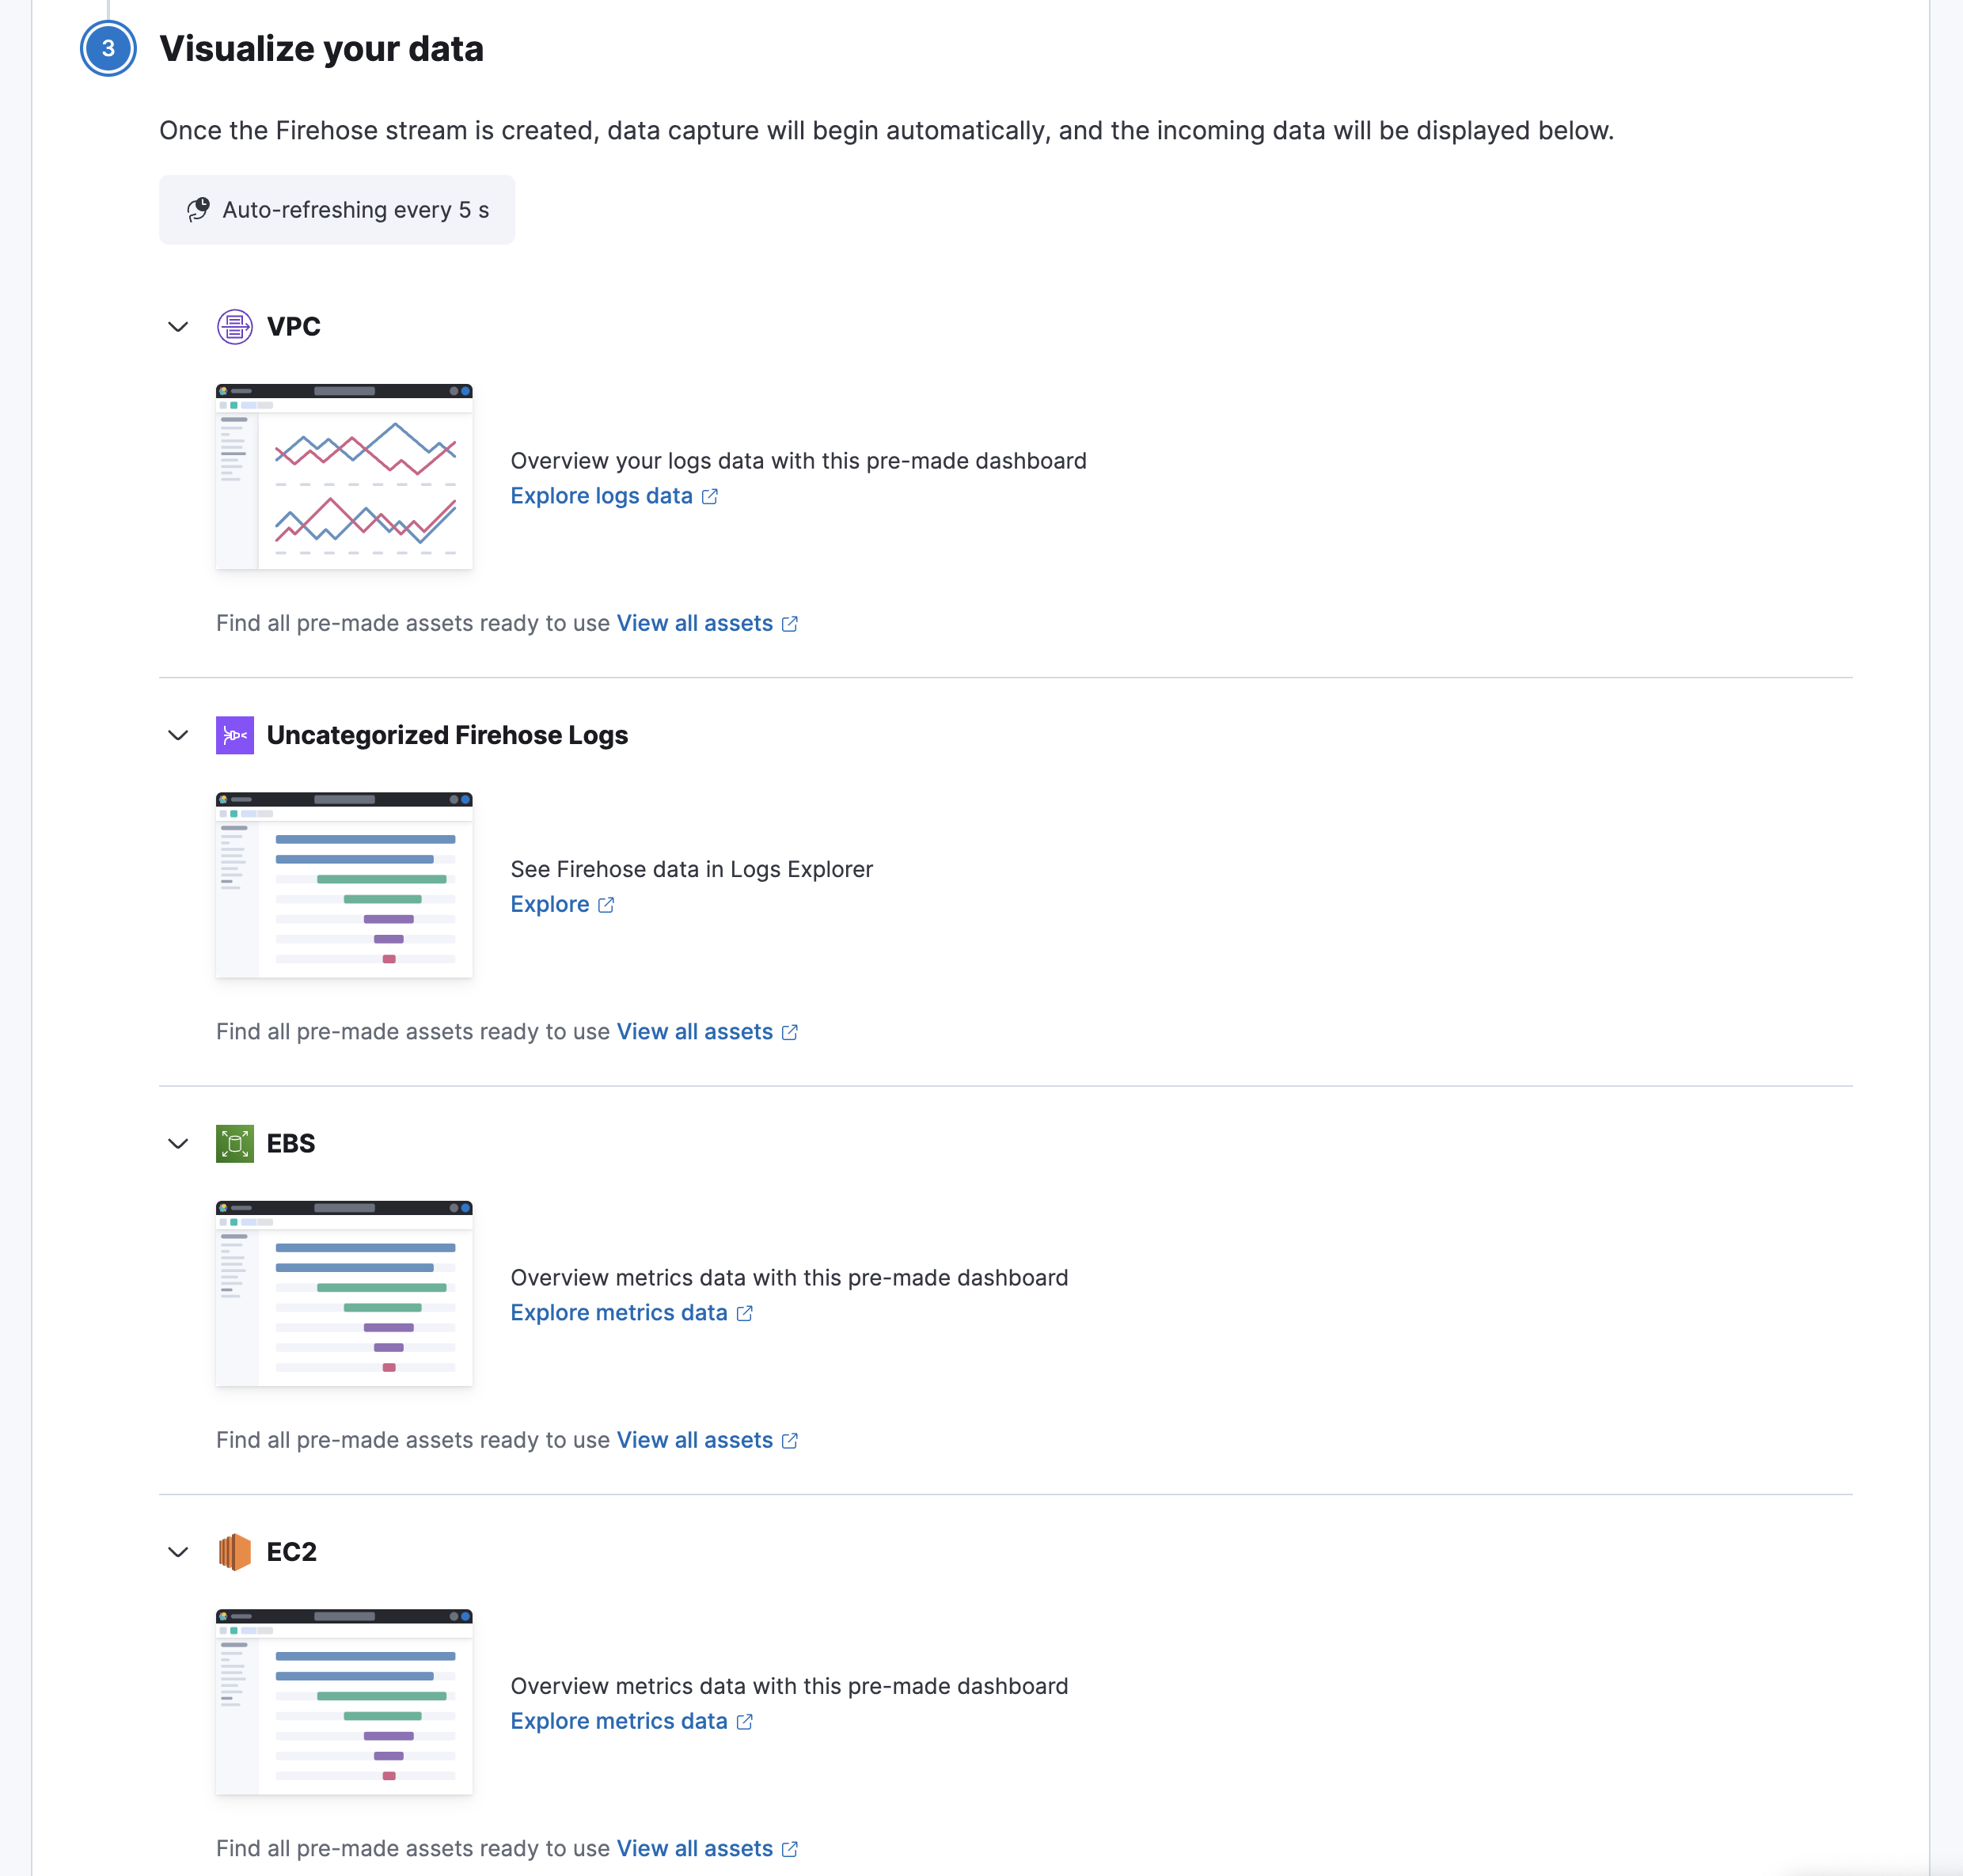 3
Visualize your data
Once the Firehose stream is created, data capture will begin automatically, and the incoming data will be displayed below.
Auto-refreshing every 5 s
VPC
Overview your logs data with this pre-made dashboard
Explore logs data
Find all pre-made assets ready to use View all assets
Uncategorized Firehose Logs
See Firehose data in Logs Explorer
Explore
Find all pre-made assets ready to use View all assets
EBS
Overview metrics data with this pre-made dashboard
Explore metrics data
Find all pre-made assets ready to use View all assets
EC2
Overview metrics data with this pre-made dashboard
Explore metrics data
Find all pre-made assets ready to use View all assets